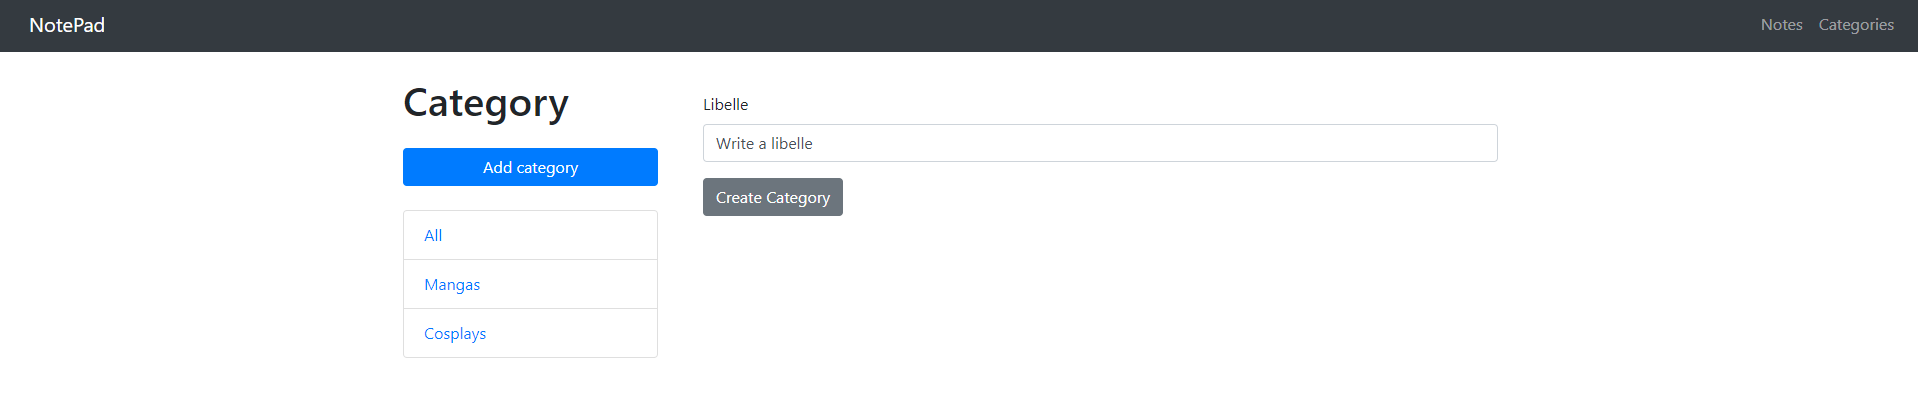 NotePad
Notes Categories
Category
Add category
All
Mangas
Cosplays
Libelle
Write a libelle
Create Category